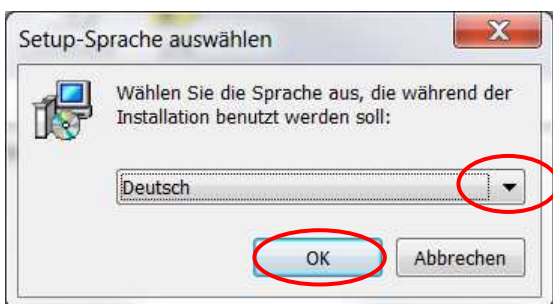 Setup-Sprache auswählen
Wählen Sie die Sprache aus, die während der
Installation benutzt werden soll:
Deutsch
OK
Abbrechen